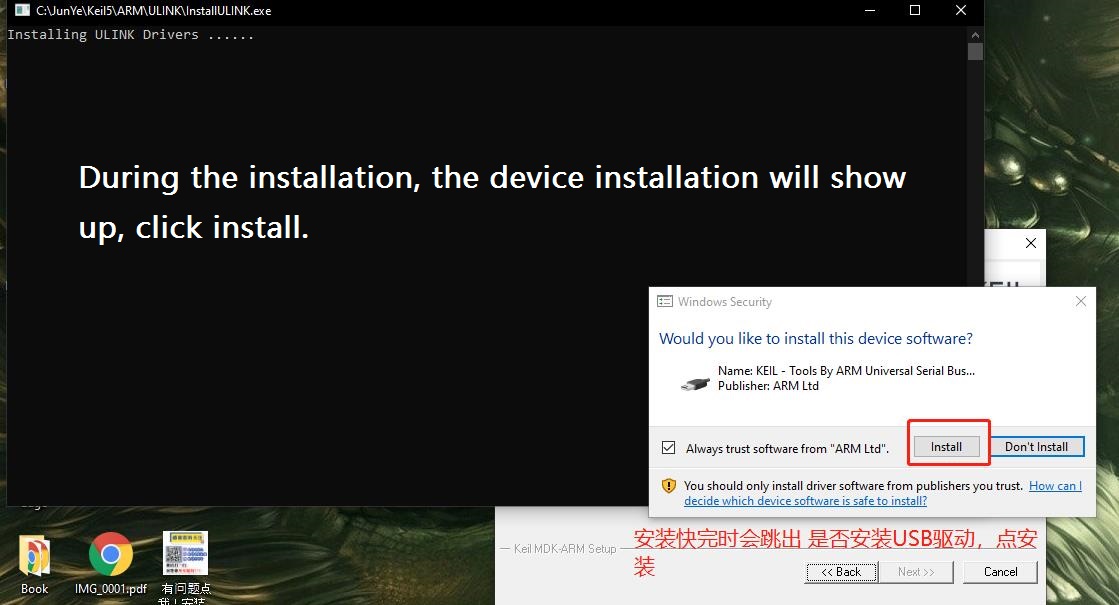 C:\JunYe\Keil5\ARM\ULINK\InstallULINK.exe
Installing ULINK Drivers ......
During the installation, the device installation will show
up, click install.
Windows Security
Would you like to install this device software?
Name: KEIL - Tools By ARM Universal Serial Bus...
Publisher: ARM Ltd
Always trust software from "ARM Ltd".
Install
Don't Install
You should only install driver software from publishers you trust. How can I
decide which device software is safe to install?
Keil MDK-ARM Setup
安装快完时会跳出 是否安装USB驱动，点安
装
<< Back
Next >>
Cancel
Book
IMG_0001.pdf
有问题点